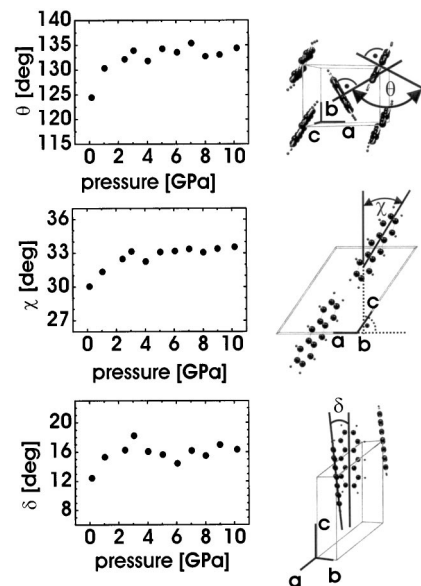 θ [deg]
140
135
130
125
120
115
0 2 4 6 8 10
pressure [GPa]
θ
b
c a
χ [deg]
36
33
30
27
0 2 4 6 8 10
pressure [GPa]
χ
c
a b
δ [deg]
20
16
12
8
0 2 4 6 8 10
pressure [GPa]
δ
c
a b